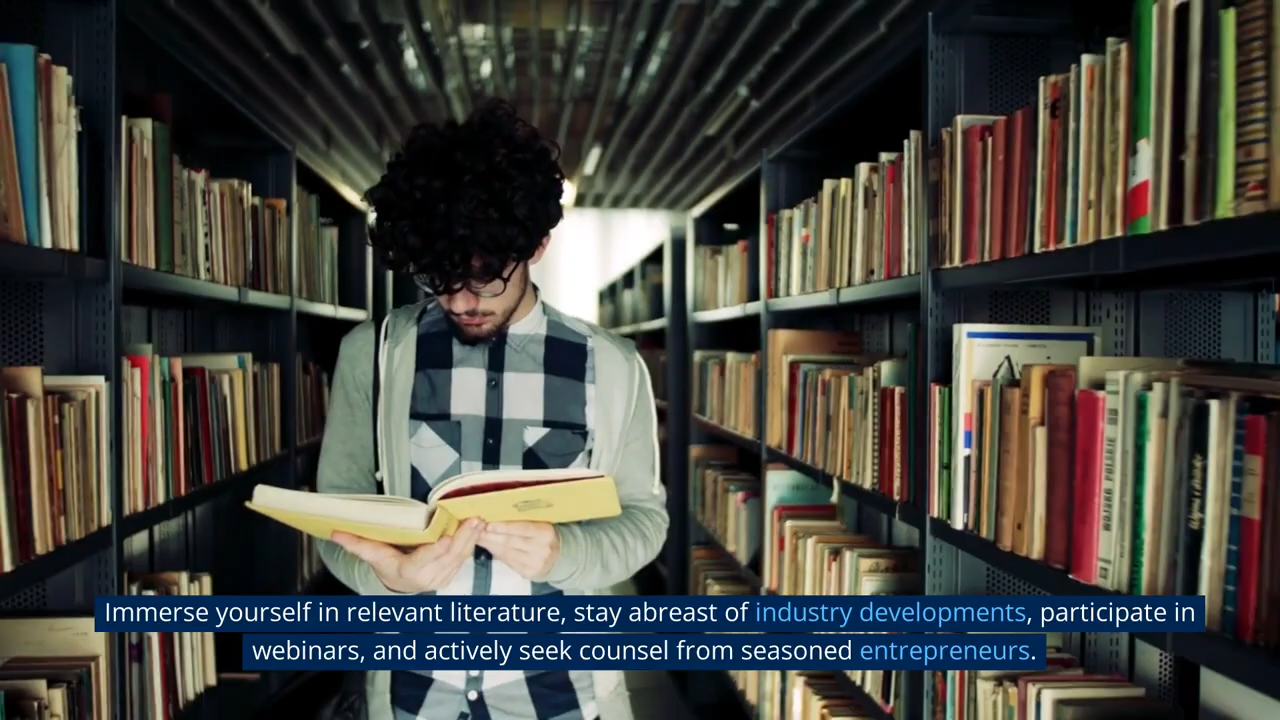 Immerse yourself in relevant literature, stay abreast of industry developments, participate in
webinars, and actively seek counsel from seasoned entrepreneurs.